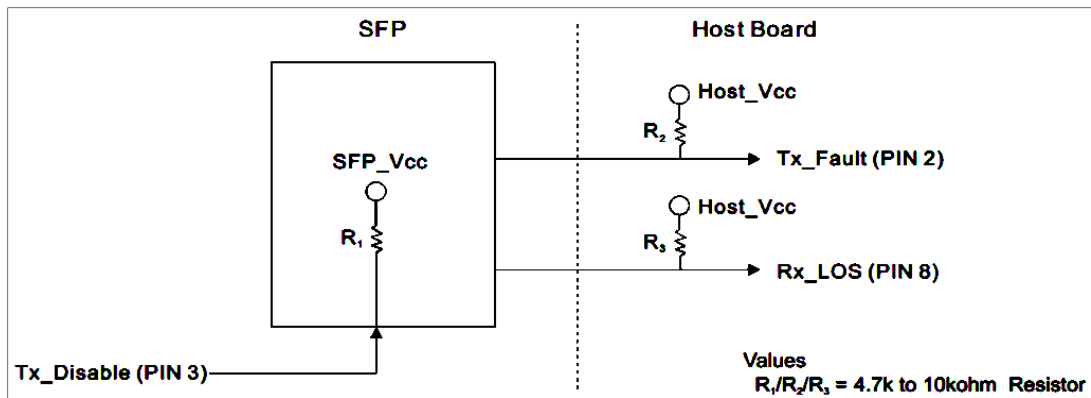 SFP
Host Board
Host_Vcc
R₂
Tx_Fault (PIN 2)
SFP_Vcc
Host_Vcc
R₁
R₃
Rx_LOS (PIN 8)
Tx_Disable (PIN 3)
Values
R₁/R₂/R₃ = 4.7k to 10kohm Resistor